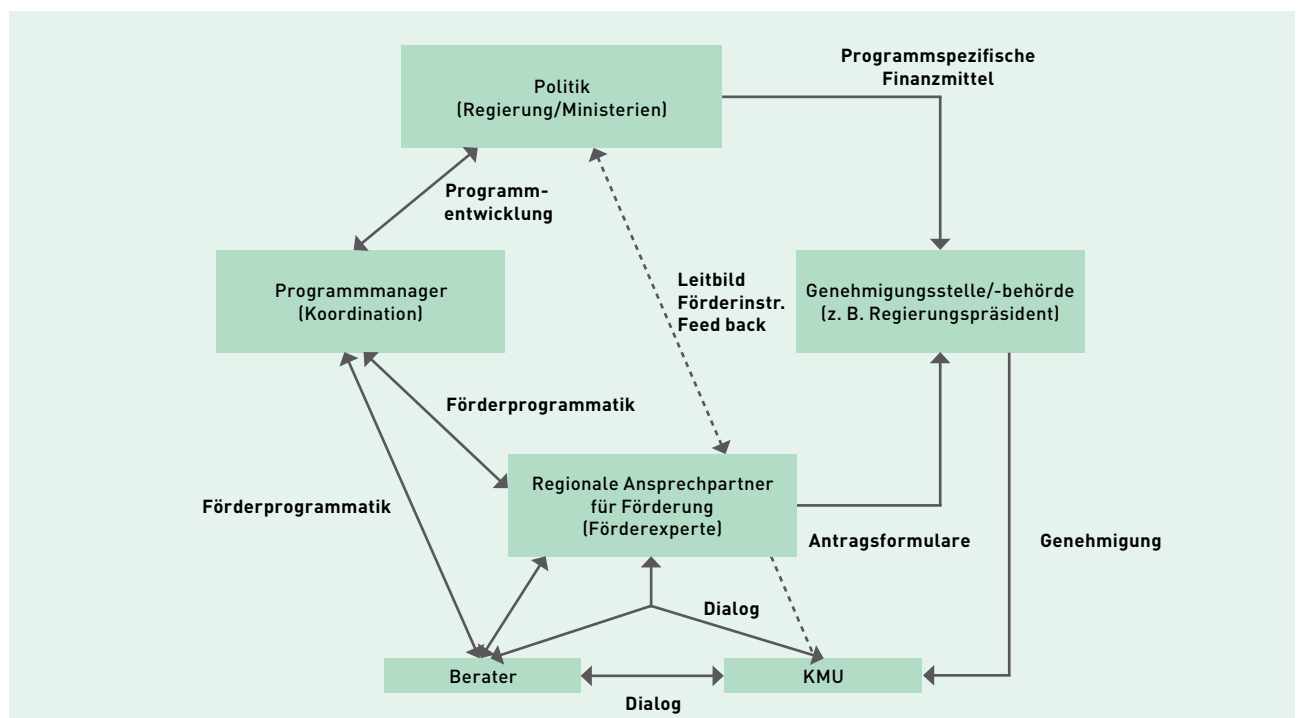 Programmspezifische
Finanzmittel
Politik
(Regierung/Ministerien)
Programm-
entwicklung
Leitbild
Förderinstr.
Feed back
Programmmanager
(Koordination)
Genehmigungsstelle/-behörde
(z. B. Regierungspräsident)
Förderprogrammatik
Regionale Ansprechpartner
für Förderung
(Förderexperte)
Förderprogrammatik
Antragsformulare
Genehmigung
Dialog
Berater
KMU
Dialog